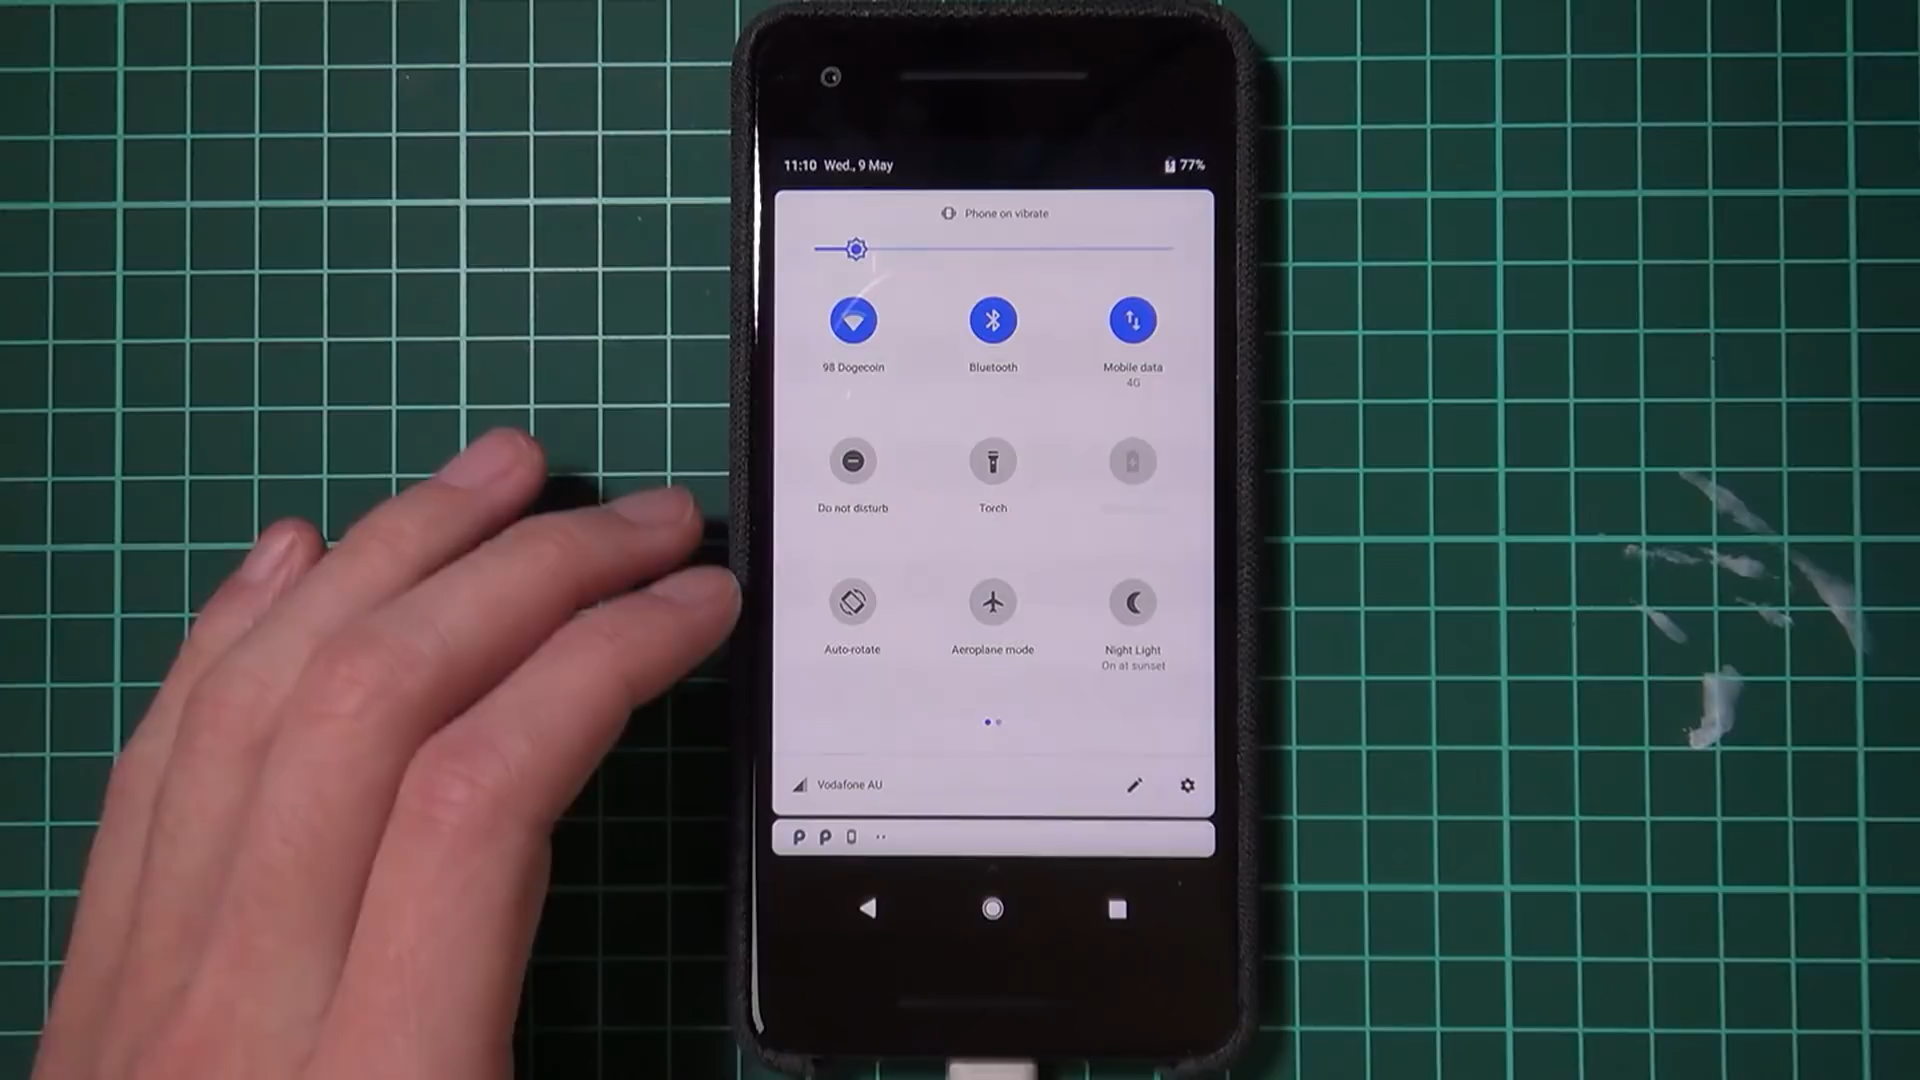 11:10 Wed., 9 May
77%
Phone on vibrate
98 Dogecoin
Bluetooth
Mobile data
4G
Do not disturb
Torch
Auto-rotate
Aeroplane mode
Night Light
On at sunset
Vodafone AU